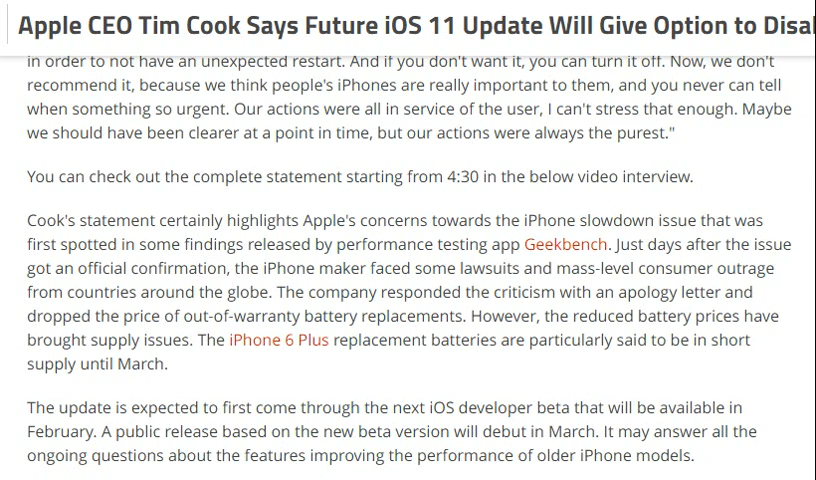 Apple CEO Tim Cook Says Future iOS 11 Update Will Give Option to
in order to not have an unexpected restart. And if you don't want it, you can turn it off. Now, we don't
recommend it, because we think people's iPhones are really important to them, and you never can tell
when something so urgent. Our actions were all in service of the user, I can't stress that enough. Maybe
we should have been clearer at a point in time, but our actions were always the purest."
You can check out the complete statement starting from 4:30 in the below video interview.
Cook's statement certainly highlights Apple's concerns towards the iPhone slowdown issue that was
first spotted in some findings released by performance testing app Geekbench. Just days after the issue
got an official confirmation, the iPhone maker faced some lawsuits and mass-level consumer outrage
from countries around the globe. The company responded the criticism with an apology letter and
dropped the price of out-of-warranty battery replacements. However, the reduced battery prices have
brought supply issues. The iPhone 6 Plus replacement batteries are particularly said to be in short
supply until March.
The update is expected to first come through the next iOS developer beta that will be available in
February. A public release based on the new beta version will debut in March. It may answer all the
ongoing questions about the features improving the performance of older iPhone models.